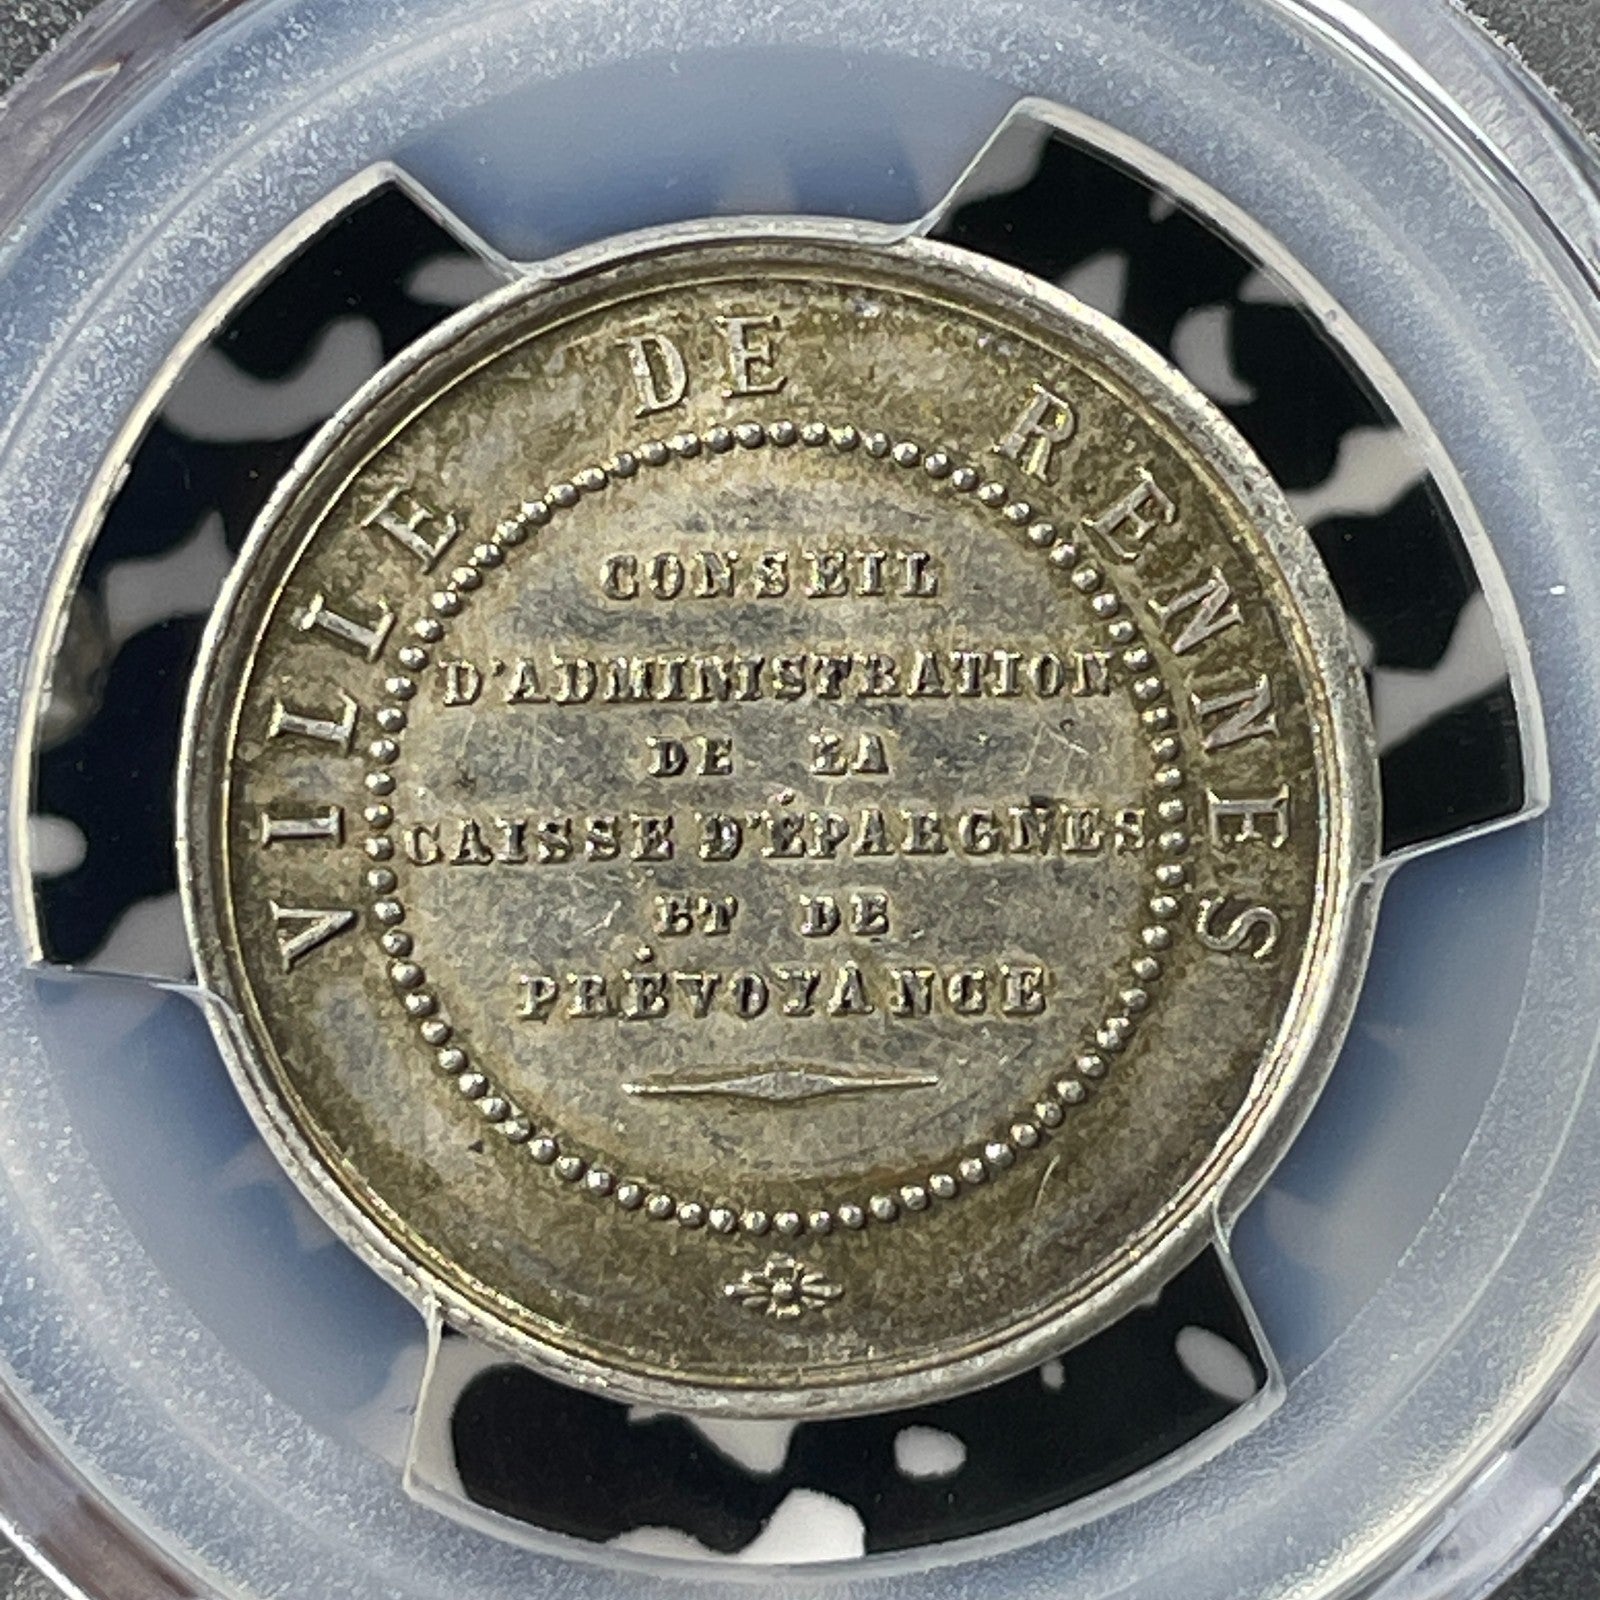 VILLE DE RENNES
CONSEIL
D'ADMINISTRATION
DE LA
CAISSE D'ÉPARGNES
ET DE
PRÉVOYANCE